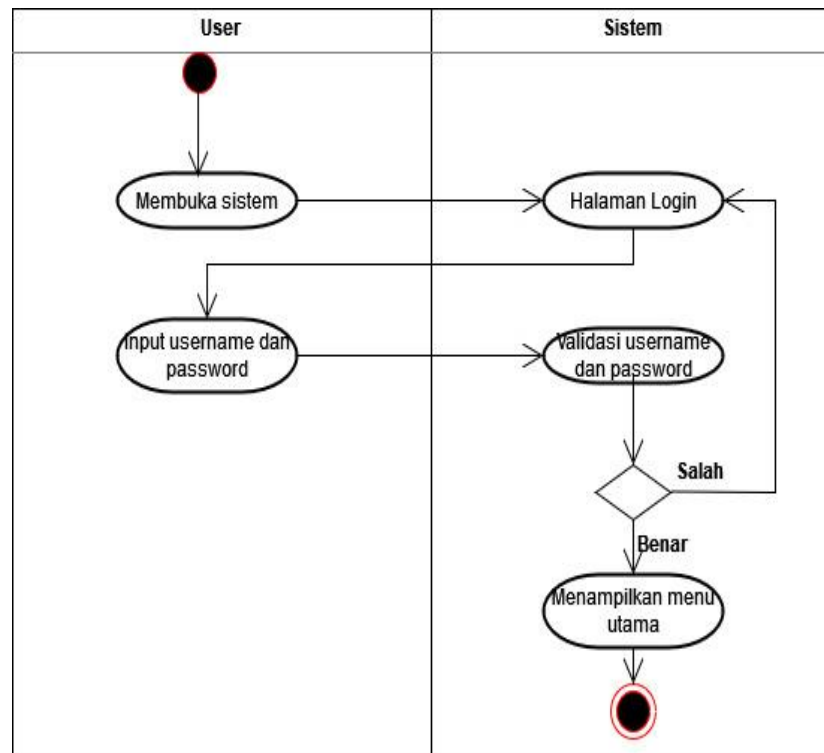 User
Sistem
Membuka sistem
Halaman Login
Input username dan
password
Validasi username
dan password
Salah
Benar
Menampilkan menu
utama